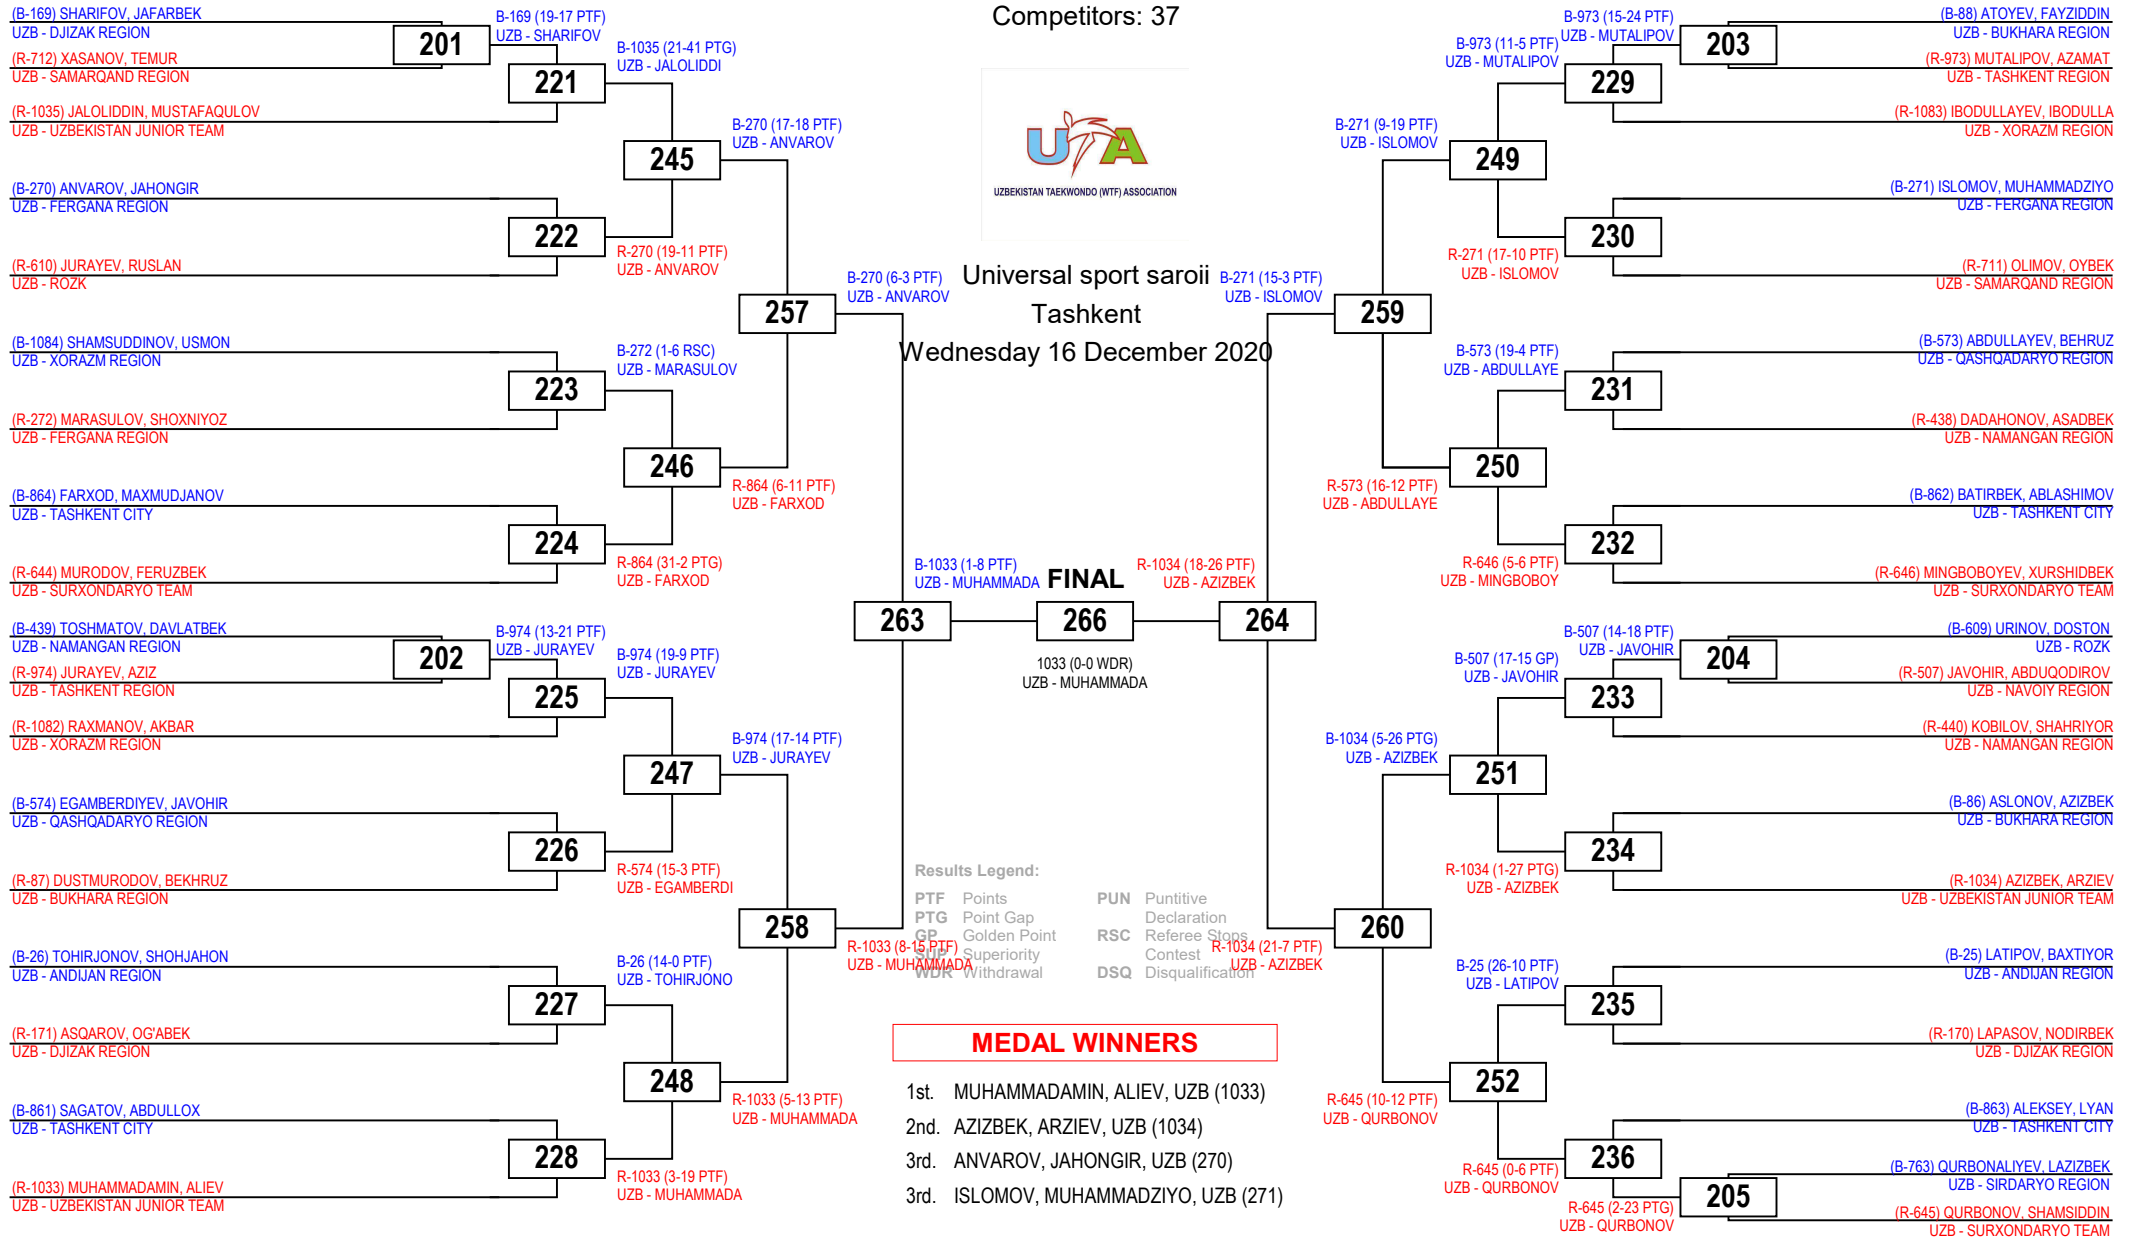 Competitors: 37
UTA
UZBEKISTAN TAEKWONDO (WTF) ASSOCIATION
Universal sport saroii
Tashkent
Wednesday 16 December 2020
(B-169) SHARIFOV, JAFARBEK
UZB - DJIZAK REGION
(R-712) XASANOV, TEMUR
UZB - SAMARQAND REGION
(R-1035) JALOLIDDIN, MUSTAFAQULOV
UZB - UZBEKISTAN JUNIOR TEAM
(B-270) ANVAROV, JAHONGIR
UZB - FERGANA REGION
(R-610) JURAYEV, RUSLAN
UZB - ROZK
(B-1084) SHAMSUDDINOV, USMON
UZB - XORAZM REGION
(R-272) MARASULOV, SHOXNIYOZ
UZB - FERGANA REGION
(B-864) FARXOD, MAXMUDJANOV
UZB - TASHKENT CITY
(R-644) MURODOV, FERUZBEK
UZB - SURXONDARYO TEAM
(B-439) TOSHMATOV, DAVLATBEK
UZB - NAMANGAN REGION
(R-974) JURAYEV, AZIZ
UZB - TASHKENT REGION
(R-1082) RAXMANOV, AKBAR
UZB - XORAZM REGION
(B-574) EGAMBERDIYEV, JAVOHIR
UZB - QASHQADARYO REGION
(R-87) DUSTMURODOV, BEKHRUZ
UZB - BUKHARA REGION
(B-26) TOHIRJONOV, SHOHJAHON
UZB - ANDIJAN REGION
(R-171) ASQAROV, OG'ABEK
UZB - DJIZAK REGION
(B-861) SAGATOV, ABDULLOX
UZB - TASHKENT CITY
(R-1033) MUHAMMADAMIN, ALIEV
UZB - UZBEKISTAN JUNIOR TEAM
201
B-169 (19-17 PTF)
UZB - SHARIFOV
202
B-974 (13-21 PTF)
UZB - JURAYEV
221
B-1035 (21-41 PTG)
UZB - JALOLIDDI
222
R-270 (19-11 PTF)
UZB - ANVAROV
223
B-272 (1-6 RSC)
UZB - MARASULOV
224
R-864 (31-2 PTG)
UZB - FARXOD
225
B-974 (19-9 PTF)
UZB - JURAYEV
226
R-574 (15-3 PTF)
UZB - EGAMBERDI
227
B-26 (14-0 PTF)
UZB - TOHIRJONO
228
R-1033 (3-19 PTF)
UZB - MUHAMMADA
245
B-270 (17-18 PTF)
UZB - ANVAROV
246
R-864 (6-11 PTF)
UZB - FARXOD
247
B-974 (17-14 PTF)
UZB - JURAYEV
248
R-1033 (5-13 PTF)
UZB - MUHAMMADA
257
B-270 (6-3 PTF)
UZB - ANVAROV
258
R-1033 (8-15 PTF)
UZB - MUHAMMADA
263
B-1033 (1-8 PTF)
UZB - MUHAMMADA
FINAL
266
1033 (0-0 WDR)
UZB - MUHAMMADA
R-1034 (18-26 PTF)
UZB - AZIZBEK
264
B-271 (15-3 PTF)
UZB - ISLOMOV
259
R-1034 (21-7 PTF)
UZB - AZIZBEK
260
B-271 (9-19 PTF)
UZB - ISLOMOV
249
R-573 (16-12 PTF)
UZB - ABDULLAYE
250
B-1034 (5-26 PTG)
UZB - AZIZBEK
251
R-645 (10-12 PTF)
UZB - QURBONOV
252
B-973 (11-5 PTF)
UZB - MUTALIPOV
229
R-271 (17-10 PTF)
UZB - ISLOMOV
230
B-573 (19-4 PTF)
UZB - ABDULLAYE
231
R-646 (5-6 PTF)
UZB - MINGBOBOY
232
B-507 (17-15 GP)
UZB - JAVOHIR
233
R-1034 (1-27 PTG)
UZB - AZIZBEK
234
B-25 (26-10 PTF)
UZB - LATIPOV
235
R-645 (0-6 PTF)
UZB - QURBONOV
236
B-973 (15-24 PTF)
UZB - MUTALIPOV
203
B-507 (14-18 PTF)
UZB - JAVOHIR
204
R-645 (2-23 PTG)
UZB - QURBONOV
205
(B-88) ATOYEV, FAYZIDDIN
UZB - BUKHARA REGION
(R-973) MUTALIPOV, AZAMAT
UZB - TASHKENT REGION
(R-1083) IBODULLAYEV, IBODULLA
UZB - XORAZM REGION
(B-271) ISLOMOV, MUHAMMADZIYO
UZB - FERGANA REGION
(R-711) OLIMOV, OYBEK
UZB - SAMARQAND REGION
(B-573) ABDULLAYEV, BEHRUZ
UZB - QASHQADARYO REGION
(R-438) DADAHONOV, ASADBEK
UZB - NAMANGAN REGION
(B-862) BATIRBEK, ABLASHIMOV
UZB - TASHKENT CITY
(R-646) MINGBOBOYEV, XURSHIDBEK
UZB - SURXONDARYO TEAM
(B-609) URINOV, DOSTON
UZB - ROZK
(R-507) JAVOHIR, ABDUQODIROV
UZB - NAVOIY REGION
(R-440) KOBILOV, SHAHRIYOR
UZB - NAMANGAN REGION
(B-86) ASLONOV, AZIZBEK
UZB - BUKHARA REGION
(R-1034) AZIZBEK, ARZIEV
UZB - UZBEKISTAN JUNIOR TEAM
(B-25) LATIPOV, BAXTIYOR
UZB - ANDIJAN REGION
(R-170) LAPASOV, NODIRBEK
UZB - DJIZAK REGION
(B-863) ALEKSEY, LYAN
UZB - TASHKENT CITY
(B-763) QURBONALIYEV, LAZIZBEK
UZB - SIRDARYO REGION
(R-645) QURBONOV, SHAMSIDDIN
UZB - SURXONDARYO TEAM
Results Legend:
PTF Points
PTG Point Gap
GP Golden Point
SUP Superiority
WDR Withdrawal
PUN Puntitive
Declaration
RSC Referee Stops
Contest
DSQ Disqualification
MEDAL WINNERS
1st. MUHAMMADAMIN, ALIEV, UZB (1033)
2nd. AZIZBEK, ARZIEV, UZB (1034)
3rd. ANVAROV, JAHONGIR, UZB (270)
3rd. ISLOMOV, MUHAMMADZIYO, UZB (271)